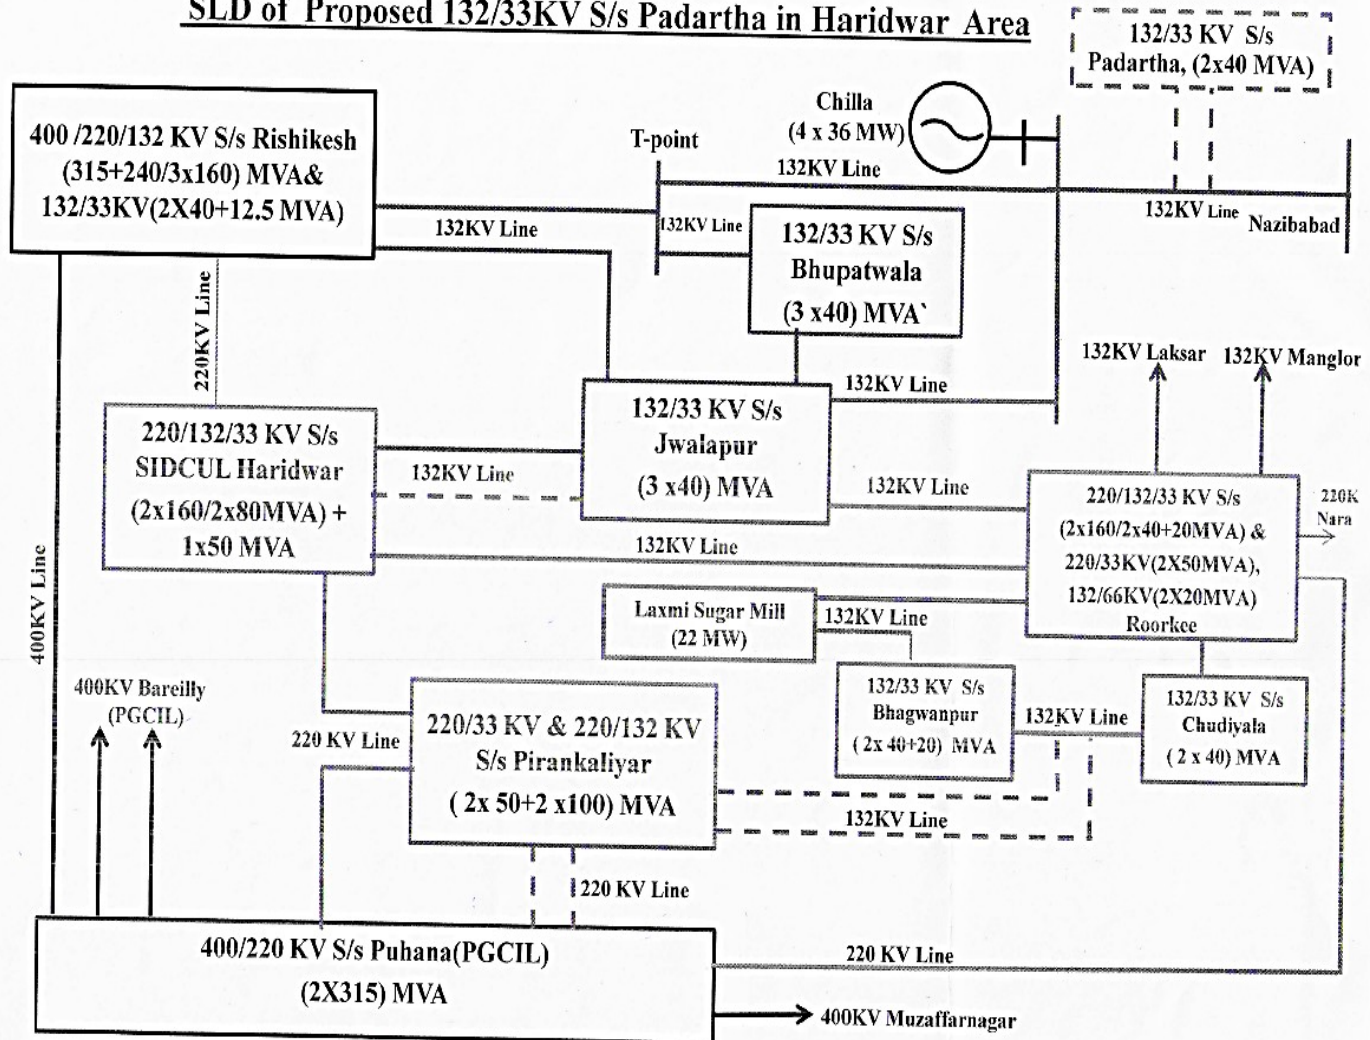 SLD of Proposed 132/33KV S/s Padartha in Haridwar Area
132/33 KV S/s
Padartha, (2x40 MVA)
Chilla
(4 x 36 MW)
T-point
132KV Line
400 /220/132 KV S/s Rishikesh
(315+240/3x160) MVA&
132/33KV(2X40+12.5 MVA)
132KV Line
132KV Line
132/33 KV S/s
Bhupatwala
(3 x40) MVA`
132KV Line
Nazibabad
220KV Line
132KV Laksar
132KV Manglor
132KV Line
220/132/33 KV S/s
SIDCUL Haridwar
(2x160/2x80MVA) +
1x50 MVA
132KV Line
132/33 KV S/s
Jwalapur
(3 x40) MVA
132KV Line
132KV Line
220/132/33 KV S/s
(2x160/2x40+20MVA) &
220/33KV(2X50MVA),
132/66KV(2X20MVA)
Roorkee
220K
Nara
400KV Line
Laxmi Sugar Mill
(22 MW)
132KV Line
400KV Bareilly
(PGCIL)
220 KV Line
220/33 KV & 220/132 KV
S/s Pirankaliyar
( 2x 50+2 x100) MVA
132/33 KV S/s
Bhagwanpur
( 2x 40+20) MVA
132KV Line
132/33 KV S/s
Chudiyala
( 2 x 40) MVA
132KV Line
220 KV Line
400/220 KV S/s Puhana(PGCIL)
(2X315) MVA
220 KV Line
400KV Muzaffarnagar